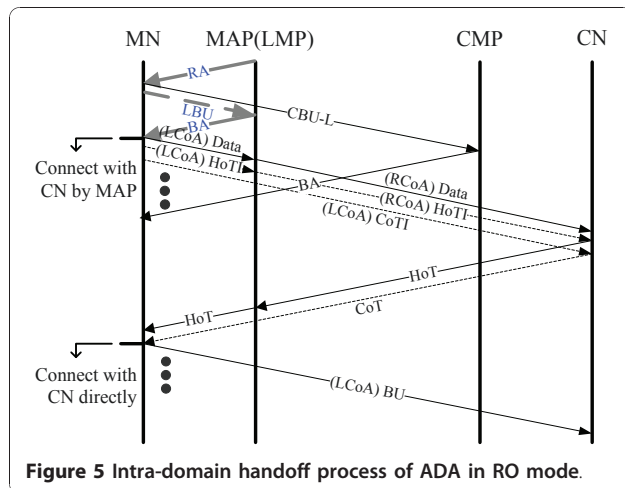 MN MAP(LMP) CMP CN
RA
LBU
CBU-L
BA
(LCoA) Data
(LCoA) HoTI
Connect with
CN by MAP
BA
(RCoA) Data
(RCoA) HoTI
(LCoA) CoTI
HoT
HoT
CoT
Connect with
CN directly
(LCoA) BU
Figure 5 Intra-domain handoff process of ADA in RO mode.